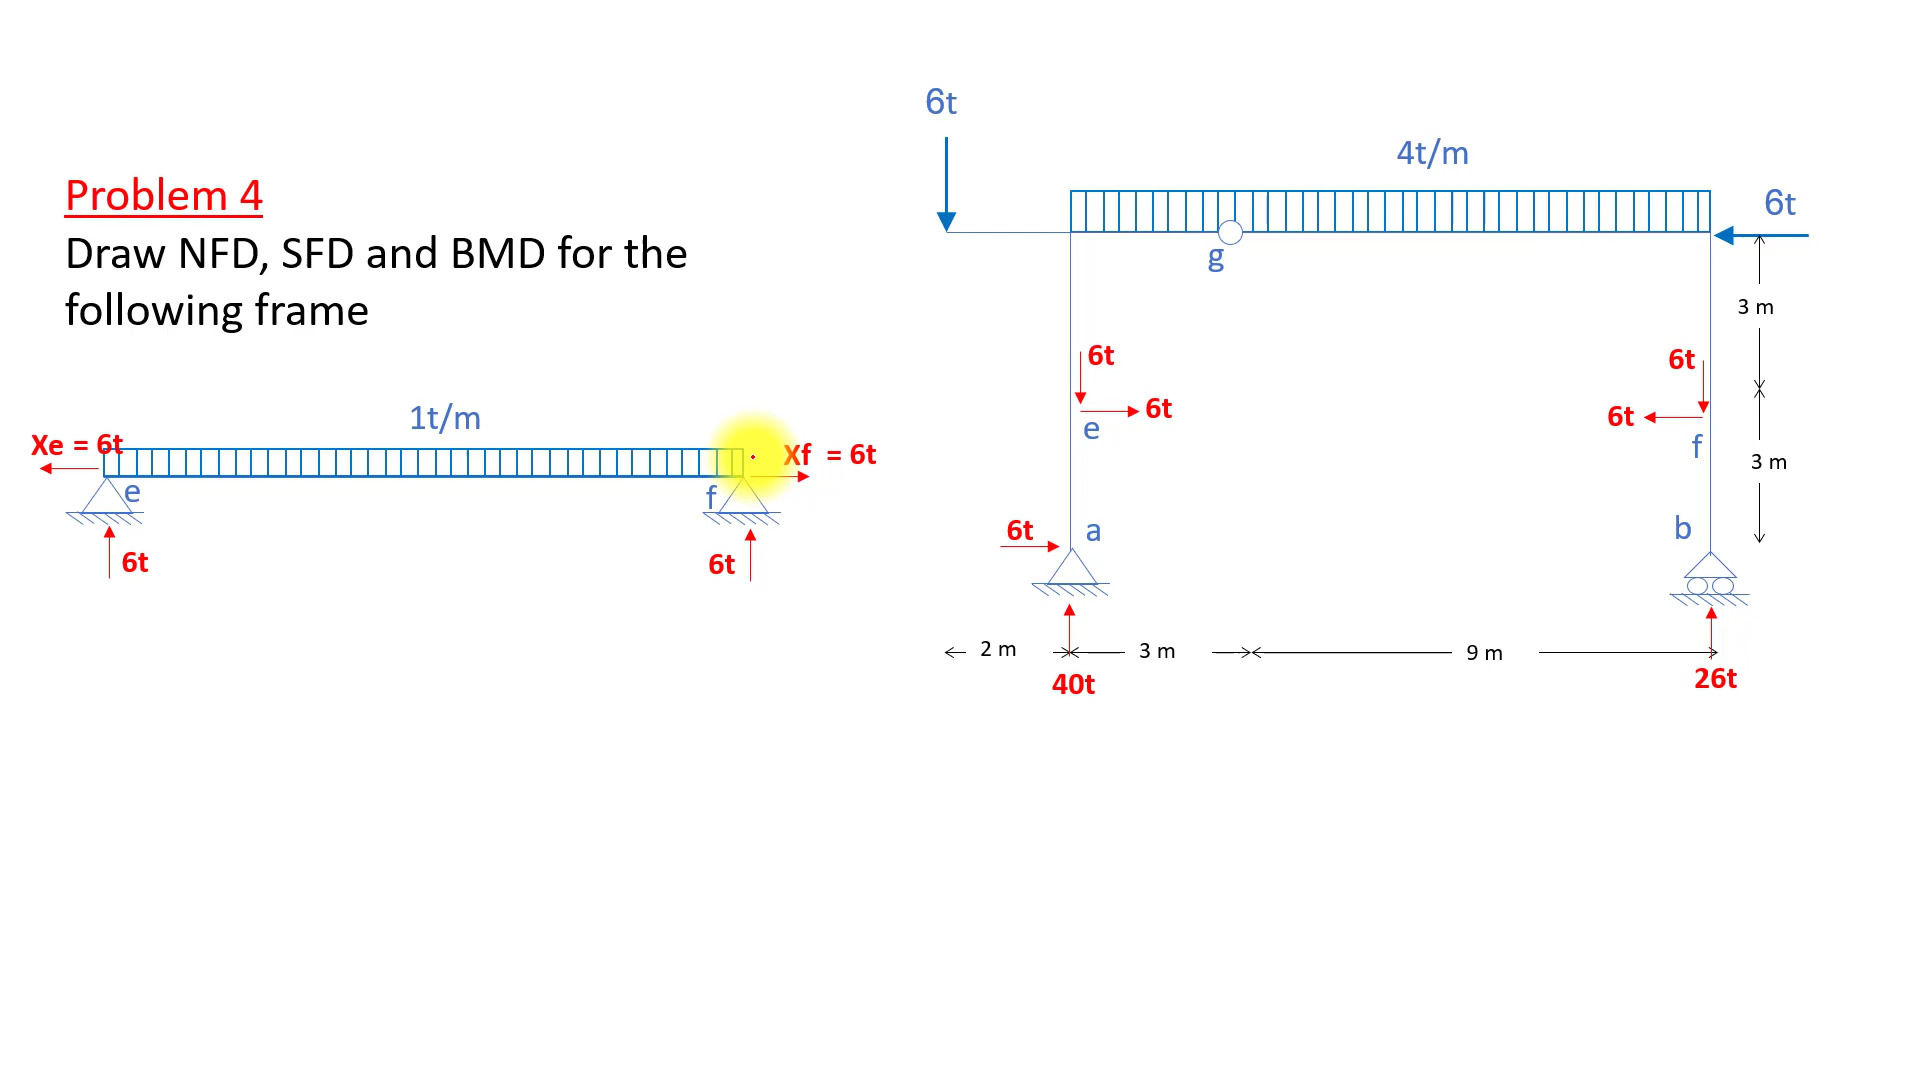 Problem 4
Draw NFD, SFD and BMD for the
following frame
1t/m
Xe = 6t
Xf = 6t
e
f
6t
6t
6t
4t/m
6t
g
3 m
6t
6t
6t
6t
e
f
3 m
6t
a
b
2 m
3 m
9 m
40t
26t